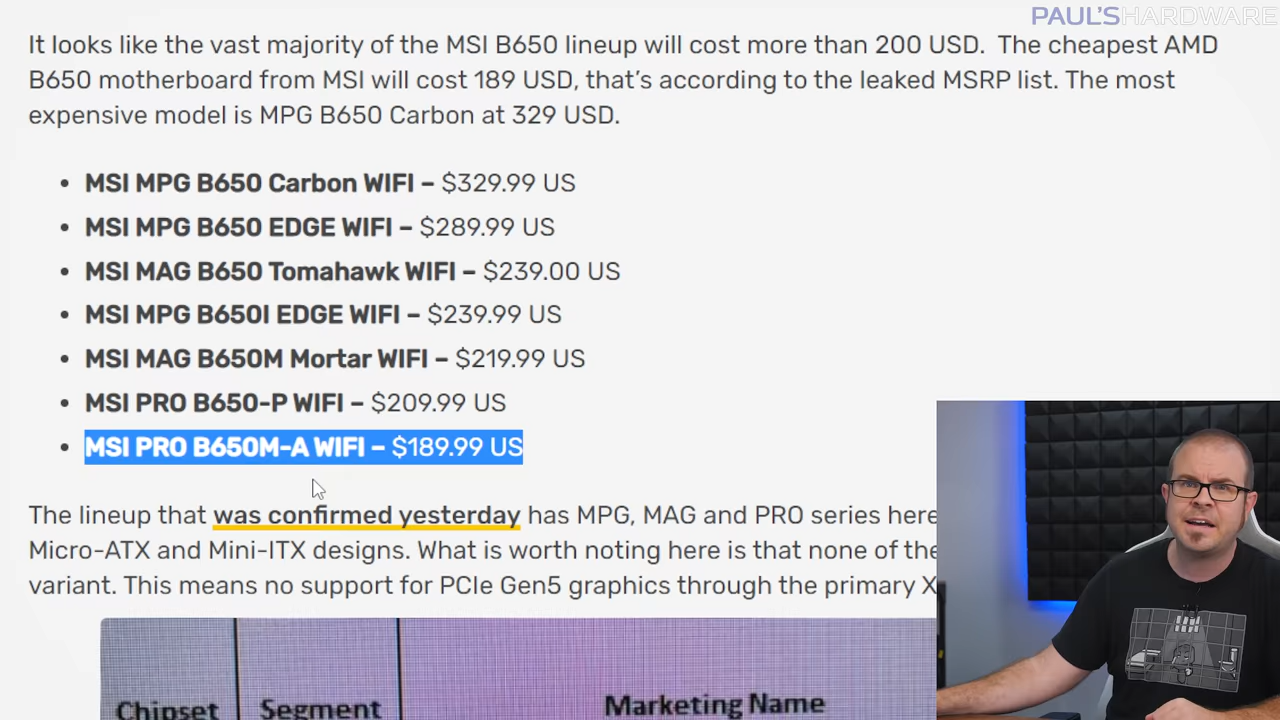 PAUL'SHARDWARE
It looks like the vast majority of the MSI B650 lineup will cost more than 200 USD. The cheapest AMD
B650 motherboard from MSI will cost 189 USD, that's according to the leaked MSRP list. The most
expensive model is MPG B650 Carbon at 329 USD.
• MSI MPG B650 Carbon WIFI – $329.99 US
• MSI MPG B650 EDGE WIFI – $289.99 US
• MSI MAG B650 Tomahawk WIFI – $239.00 US
• MSI MPG B650I EDGE WIFI – $239.99 US
• MSI MAG B650M Mortar WIFI – $219.99 US
• MSI PRO B650-P WIFI – $209.99 US
• MSI PRO B650M-A WIFI – $189.99 US
The lineup that was confirmed yesterday has MPG, MAG and PRO series here
Micro-ATX and Mini-ITX designs. What is worth noting here is that none of the
variant. This means no support for PCIe Gen5 graphics through the primary X
Chipset Segment Marketing Name